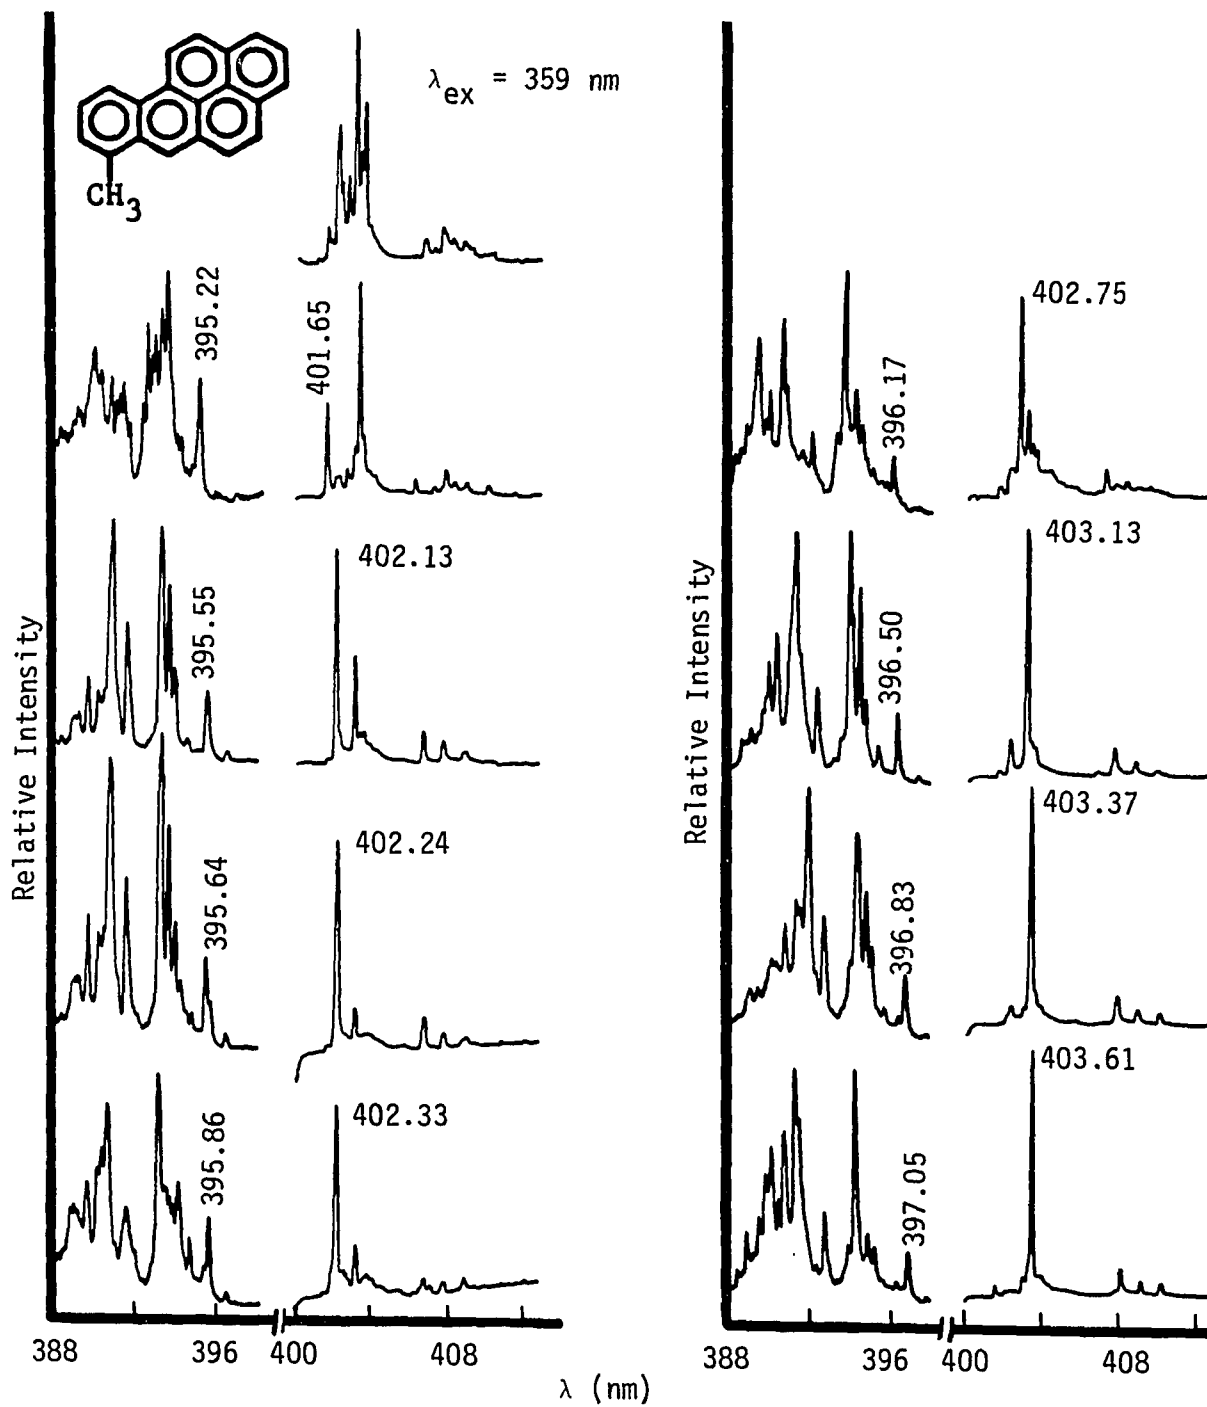 λex = 359 nm
CH3
395.22
401.65
402.75
396.17
402.13
395.55
403.13
396.50
402.24
395.64
403.37
396.83
402.33
395.86
403.61
397.05
Relative Intensity
Relative Intensity
388 396 400 408
388 396 400 408
λ (nm)